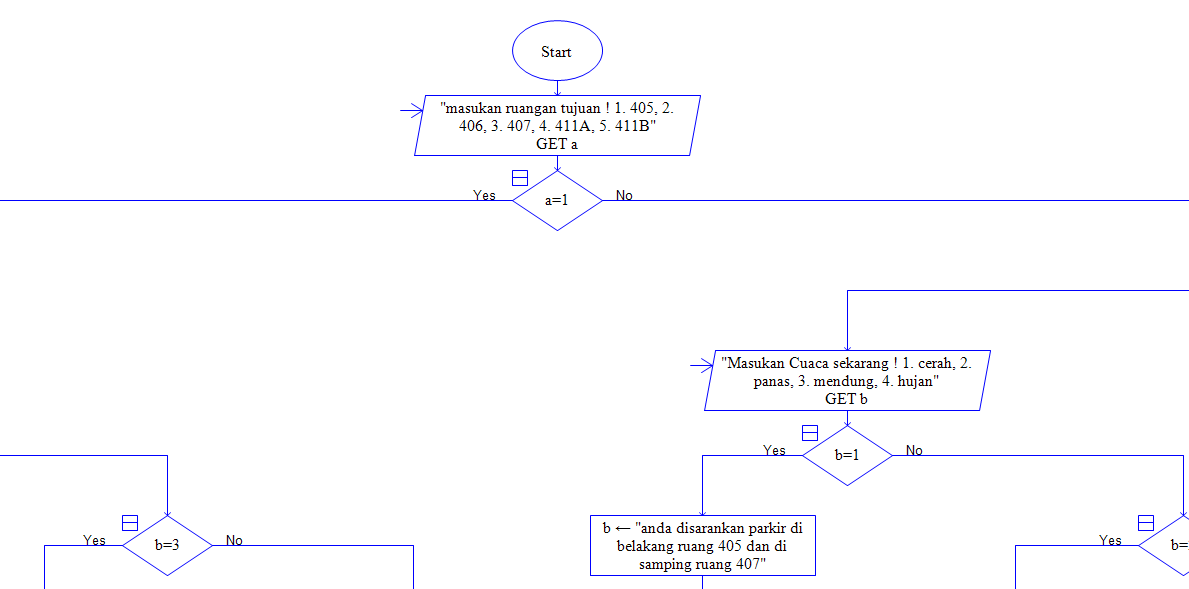 Start
"masukan ruangan tujuan ! 1. 405, 2.
406, 3. 407, 4. 411A, 5. 411B"
GET a
Yes
a=1
No
"Masukan Cuaca sekarang ! 1. cerah, 2.
panas, 3. mendung, 4. hujan"
GET b
Yes
b=1
No
b ← "anda disarankan parkir di
belakang ruang 405 dan di
samping ruang 407"
Yes
b=3
No
Yes
b=